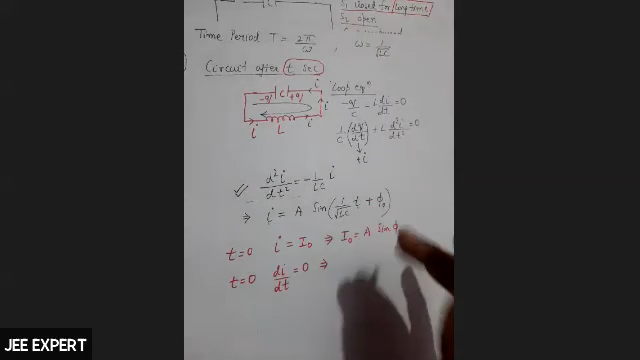 S₁ closed for long time
S₂ open
Time Period T = 2π/ω , ω = 1/√LC
Circuit after t sec
i
-q C +q
i
i L i
Loop eqⁿ
-q/C - L di/dt = 0
1/C (dq/dt) + L d²i/dt² = 0
+i
✓ d²i/dt² = -1/LC i
⇒ i = A sin(1/√LC t + ϕ)
t=0 i = I₀ ⇒ I₀ = A sin ϕ
t=0 di/dt = 0 ⇒
JEE EXPERT